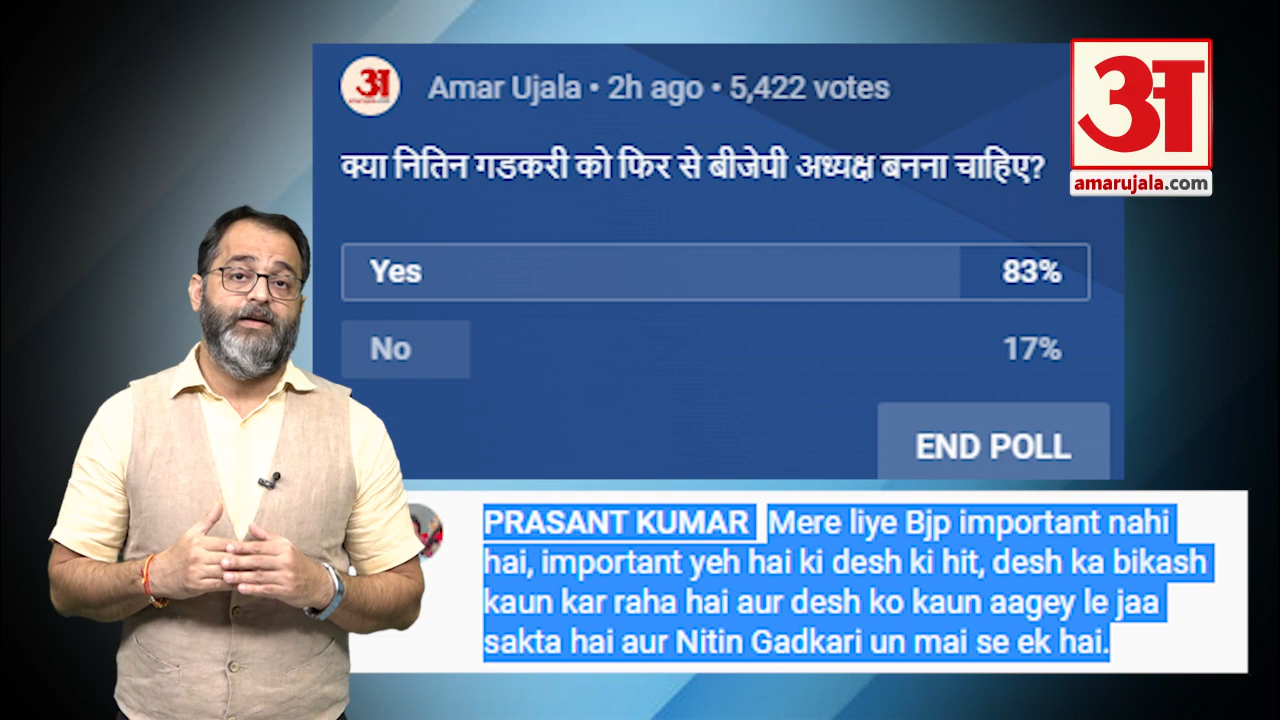 Amar Ujala • 2h ago • 5,422 votes
क्या नितिन गडकरी को फिर से बीजेपी अध्यक्ष बनना चाहिए?
Yes 83%
No 17%
END POLL
अ
amarujala.com
PRASANT KUMAR Mere liye Bjp important nahi
hai, important yeh hai ki desh ki hit, desh ka bikash
kaun kar raha hai aur desh ko kaun aagey le jaa
sakta hai aur Nitin Gadkari un mai se ek hai.